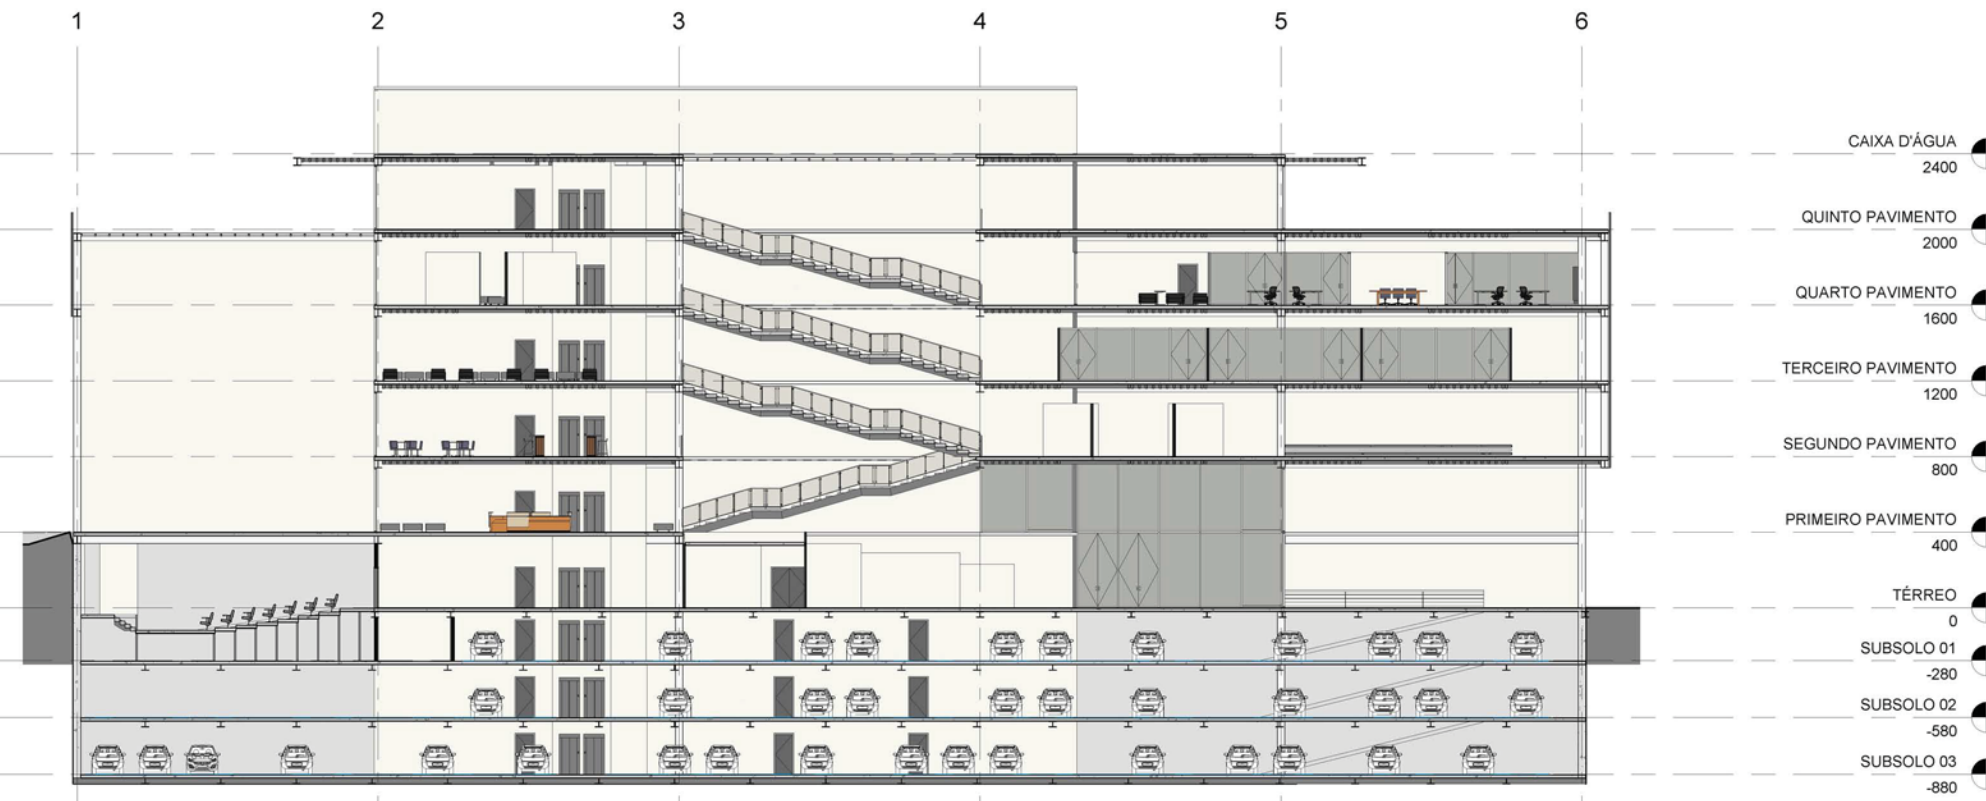 1 2 3 4 5 6
CAIXA D'ÁGUA
2400
QUINTO PAVIMENTO
2000
QUARTO PAVIMENTO
1600
TERCEIRO PAVIMENTO
1200
SEGUNDO PAVIMENTO
800
PRIMEIRO PAVIMENTO
400
TÉRREO
0
SUBSOLO 01
-280
SUBSOLO 02
-580
SUBSOLO 03
-880